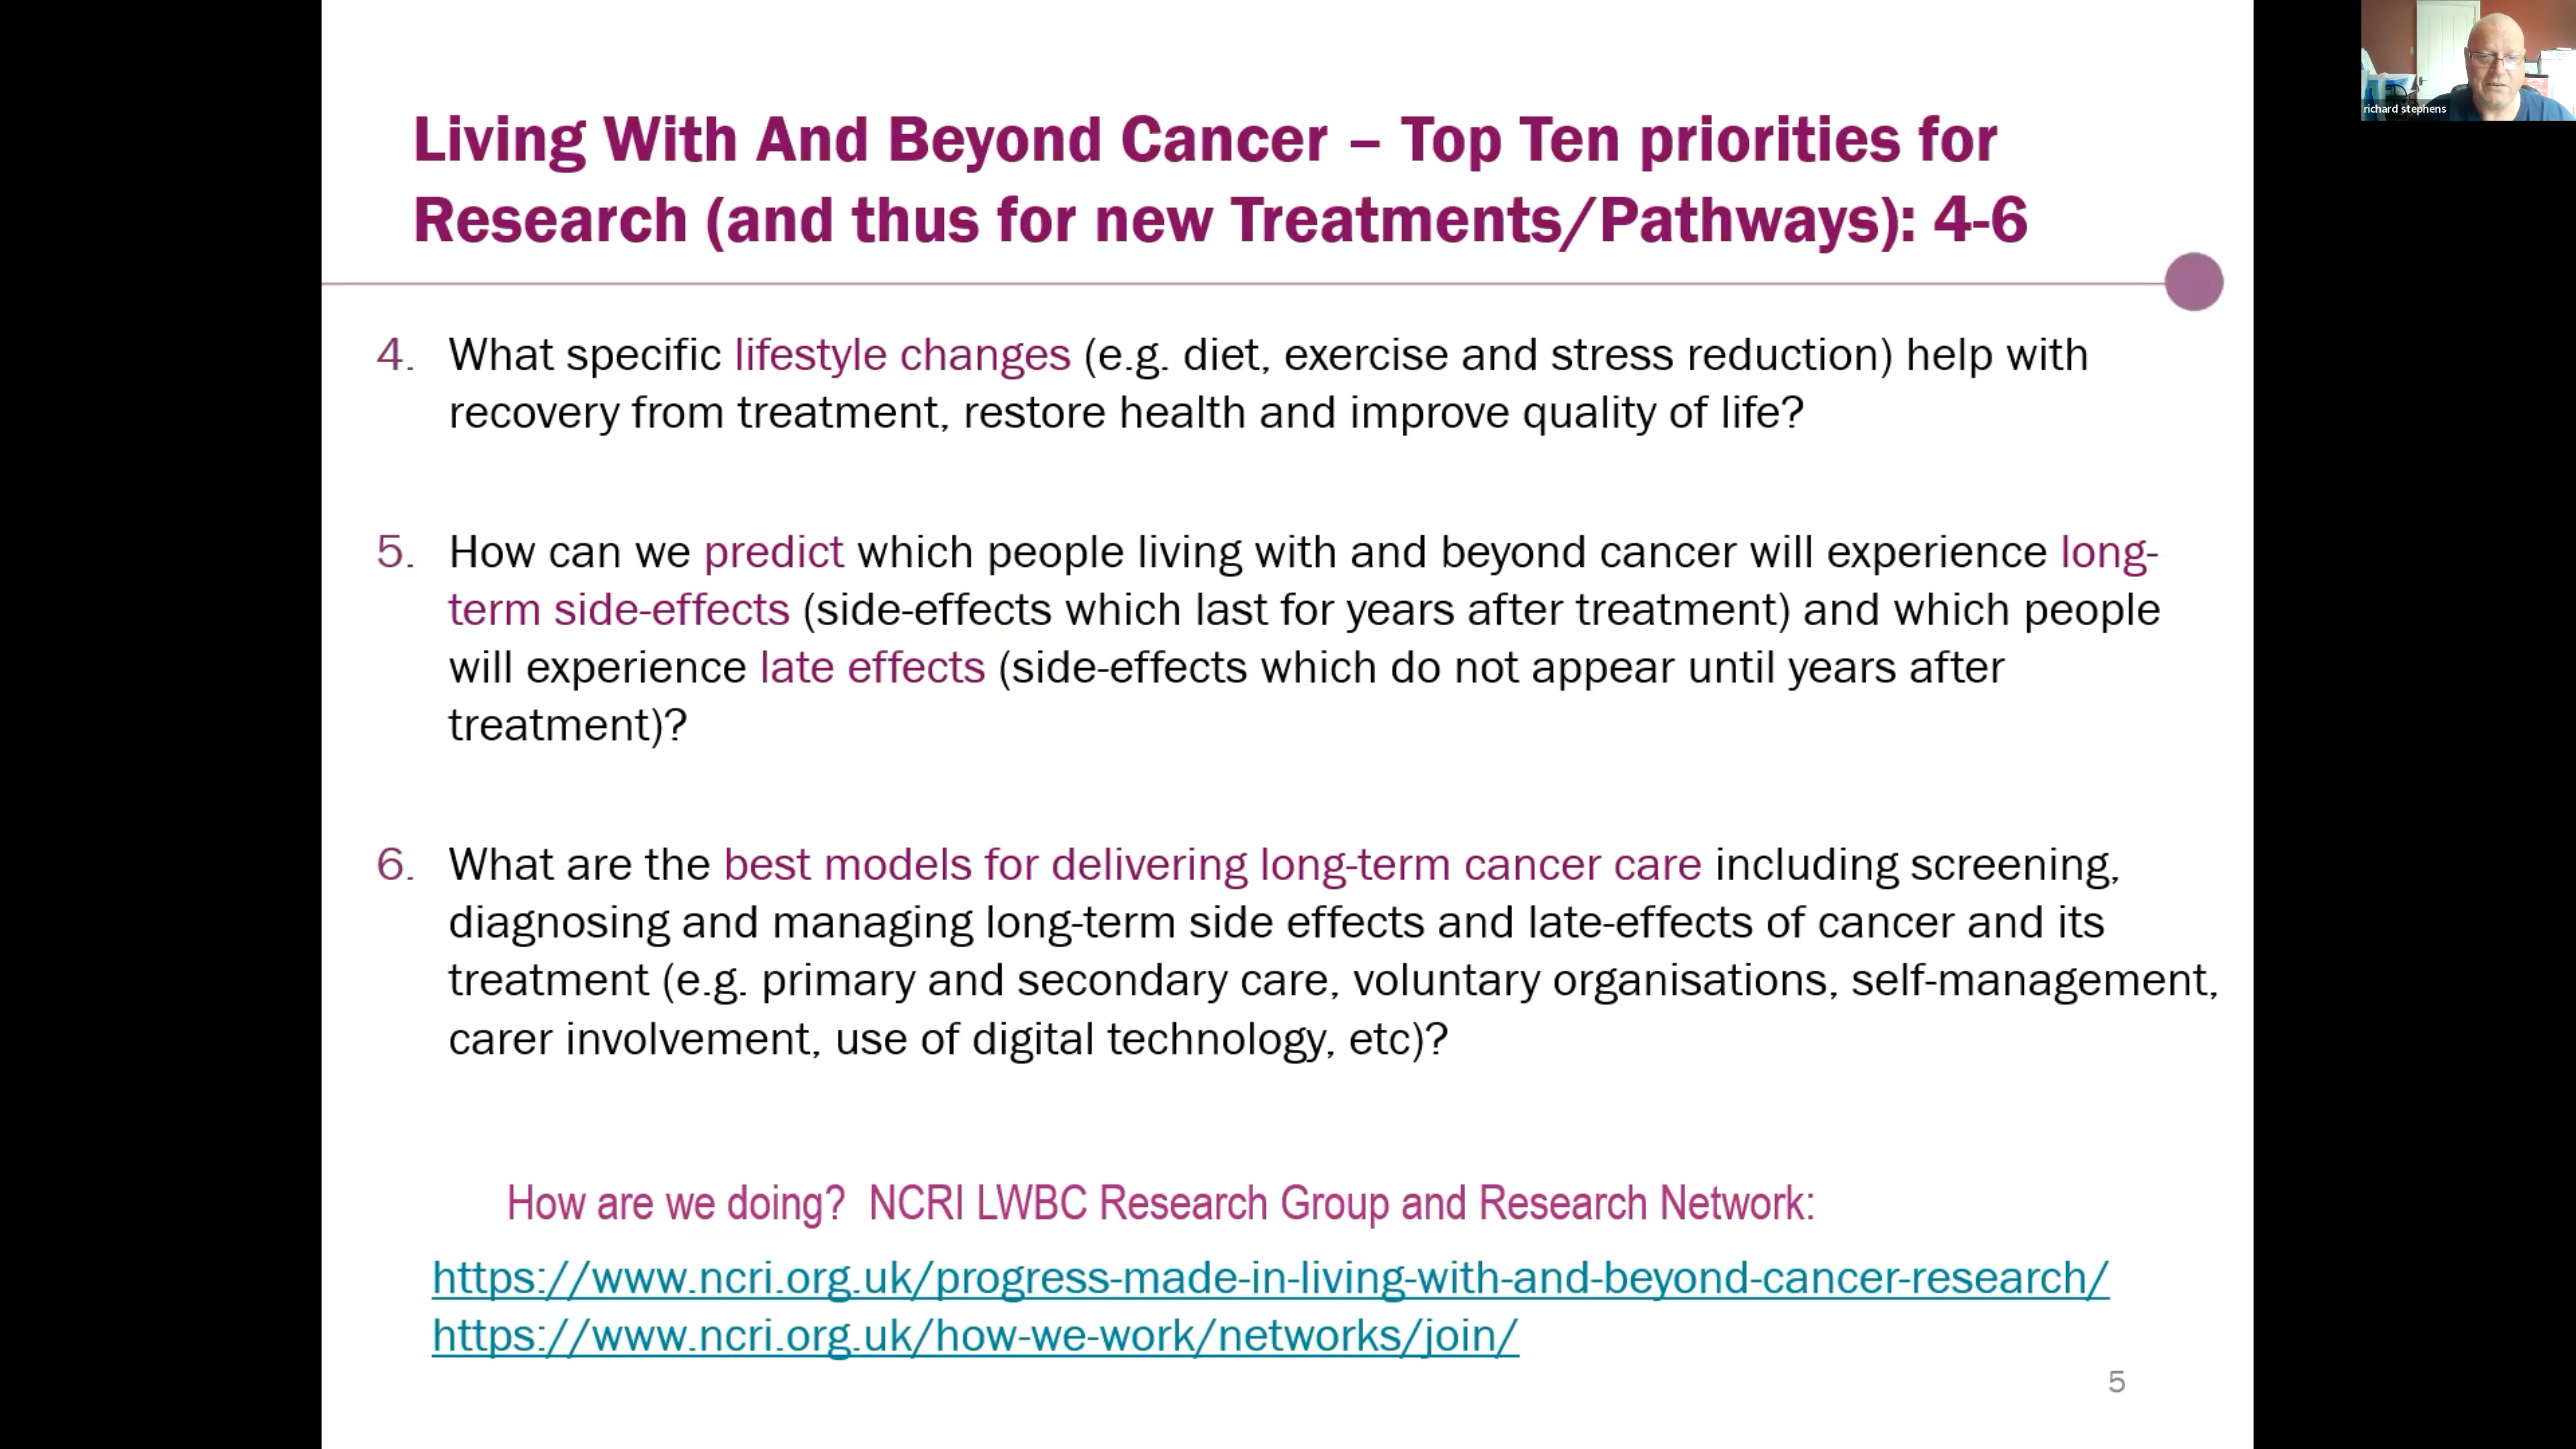 richard stephens
Living With And Beyond Cancer – Top Ten priorities for
Research (and thus for new Treatments/Pathways): 4-6
4. What specific lifestyle changes (e.g. diet, exercise and stress reduction) help with
recovery from treatment, restore health and improve quality of life?
5. How can we predict which people living with and beyond cancer will experience long-
term side-effects (side-effects which last for years after treatment) and which people
will experience late effects (side-effects which do not appear until years after
treatment)?
6. What are the best models for delivering long-term cancer care including screening,
diagnosing and managing long-term side effects and late-effects of cancer and its
treatment (e.g. primary and secondary care, voluntary organisations, self-management,
carer involvement, use of digital technology, etc)?
How are we doing? NCRI LWBC Research Group and Research Network:
https://www.ncri.org.uk/progress-made-in-living-with-and-beyond-cancer-research/
https://www.ncri.org.uk/how-we-work/networks/join/
5